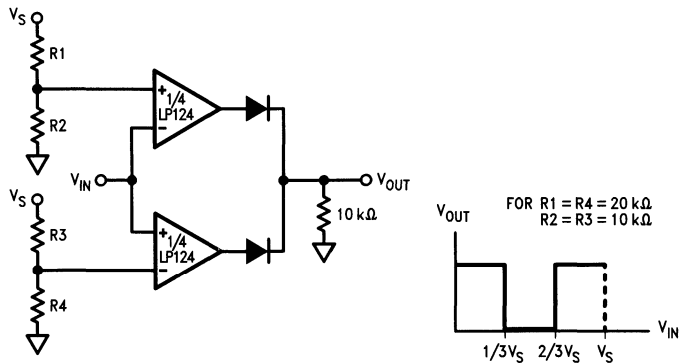 V_S
R1
R2
+
1/4
LP124
−
V_IN
V_S
R3
R4
+
1/4
LP124
−
V_OUT
10 kΩ
FOR R1 = R4 = 20 kΩ
R2 = R3 = 10 kΩ
V_OUT
V_IN
1/3V_S
2/3V_S
V_S